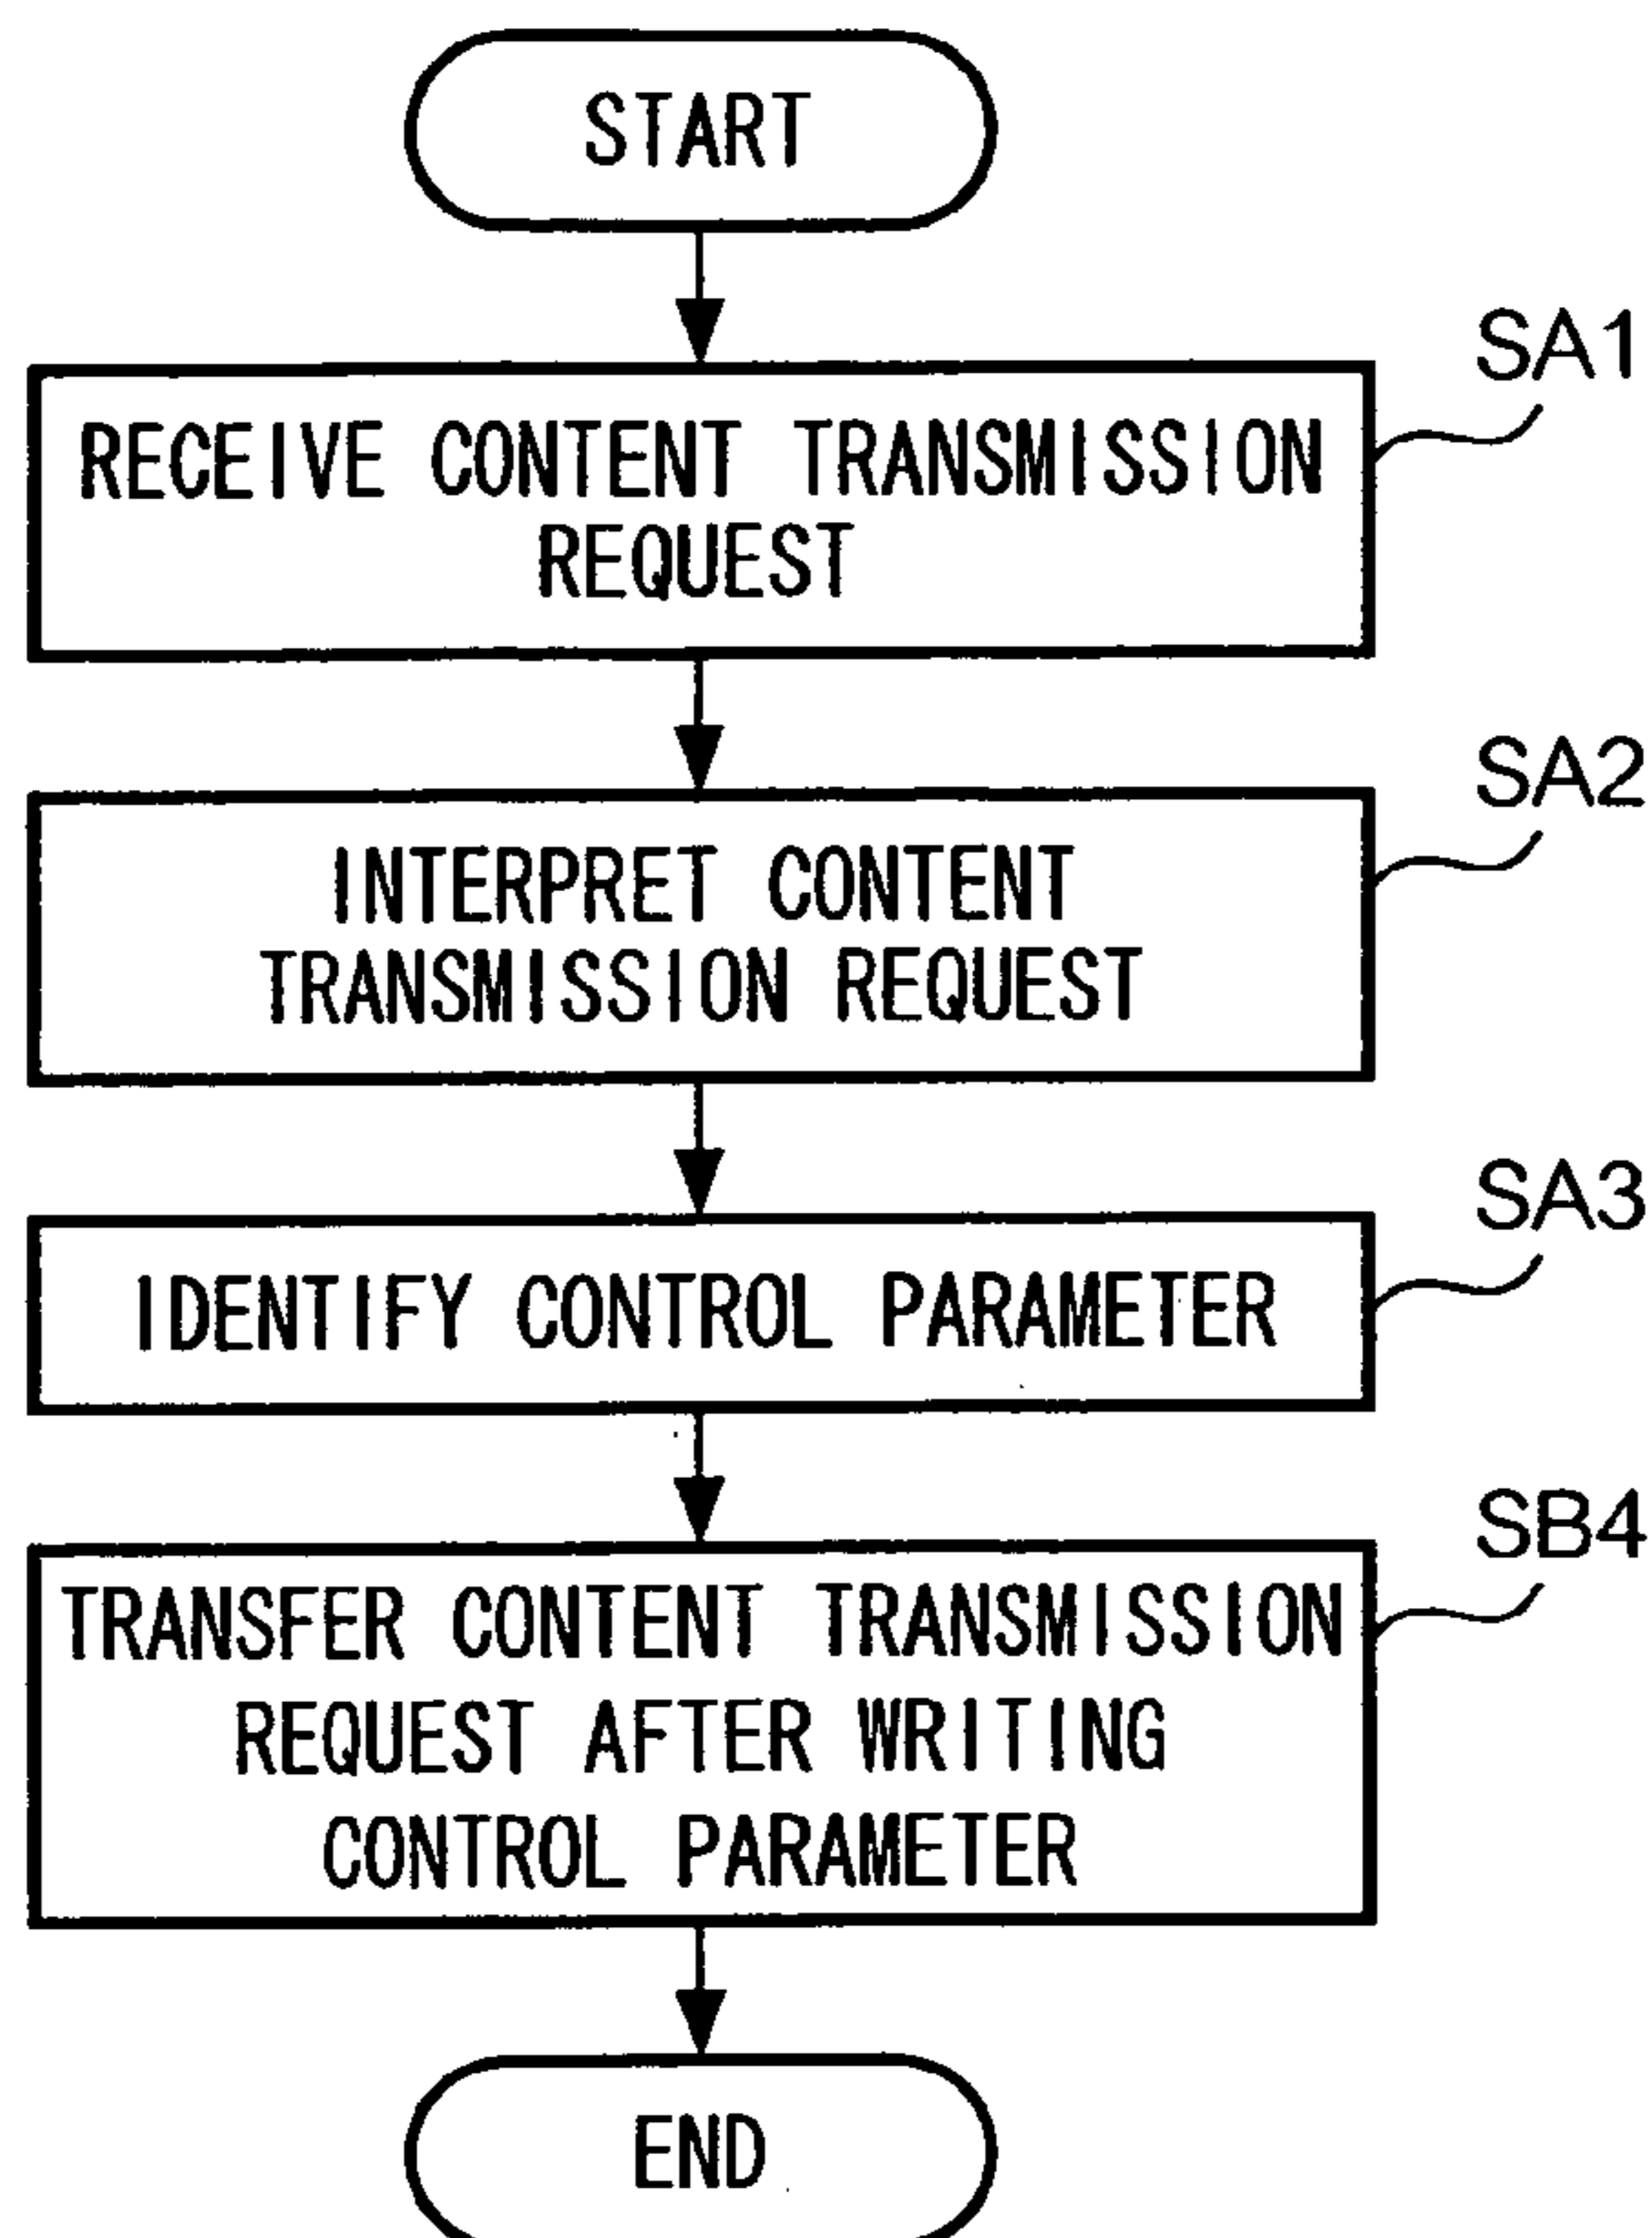 START
SA1
RECEIVE CONTENT TRANSMISSION
REQUEST
SA2
INTERPRET CONTENT
TRANSMISSION REQUEST
SA3
IDENTIFY CONTROL PARAMETER
SB4
TRANSFER CONTENT TRANSMISSION
REQUEST AFTER WRITING
CONTROL PARAMETER
END